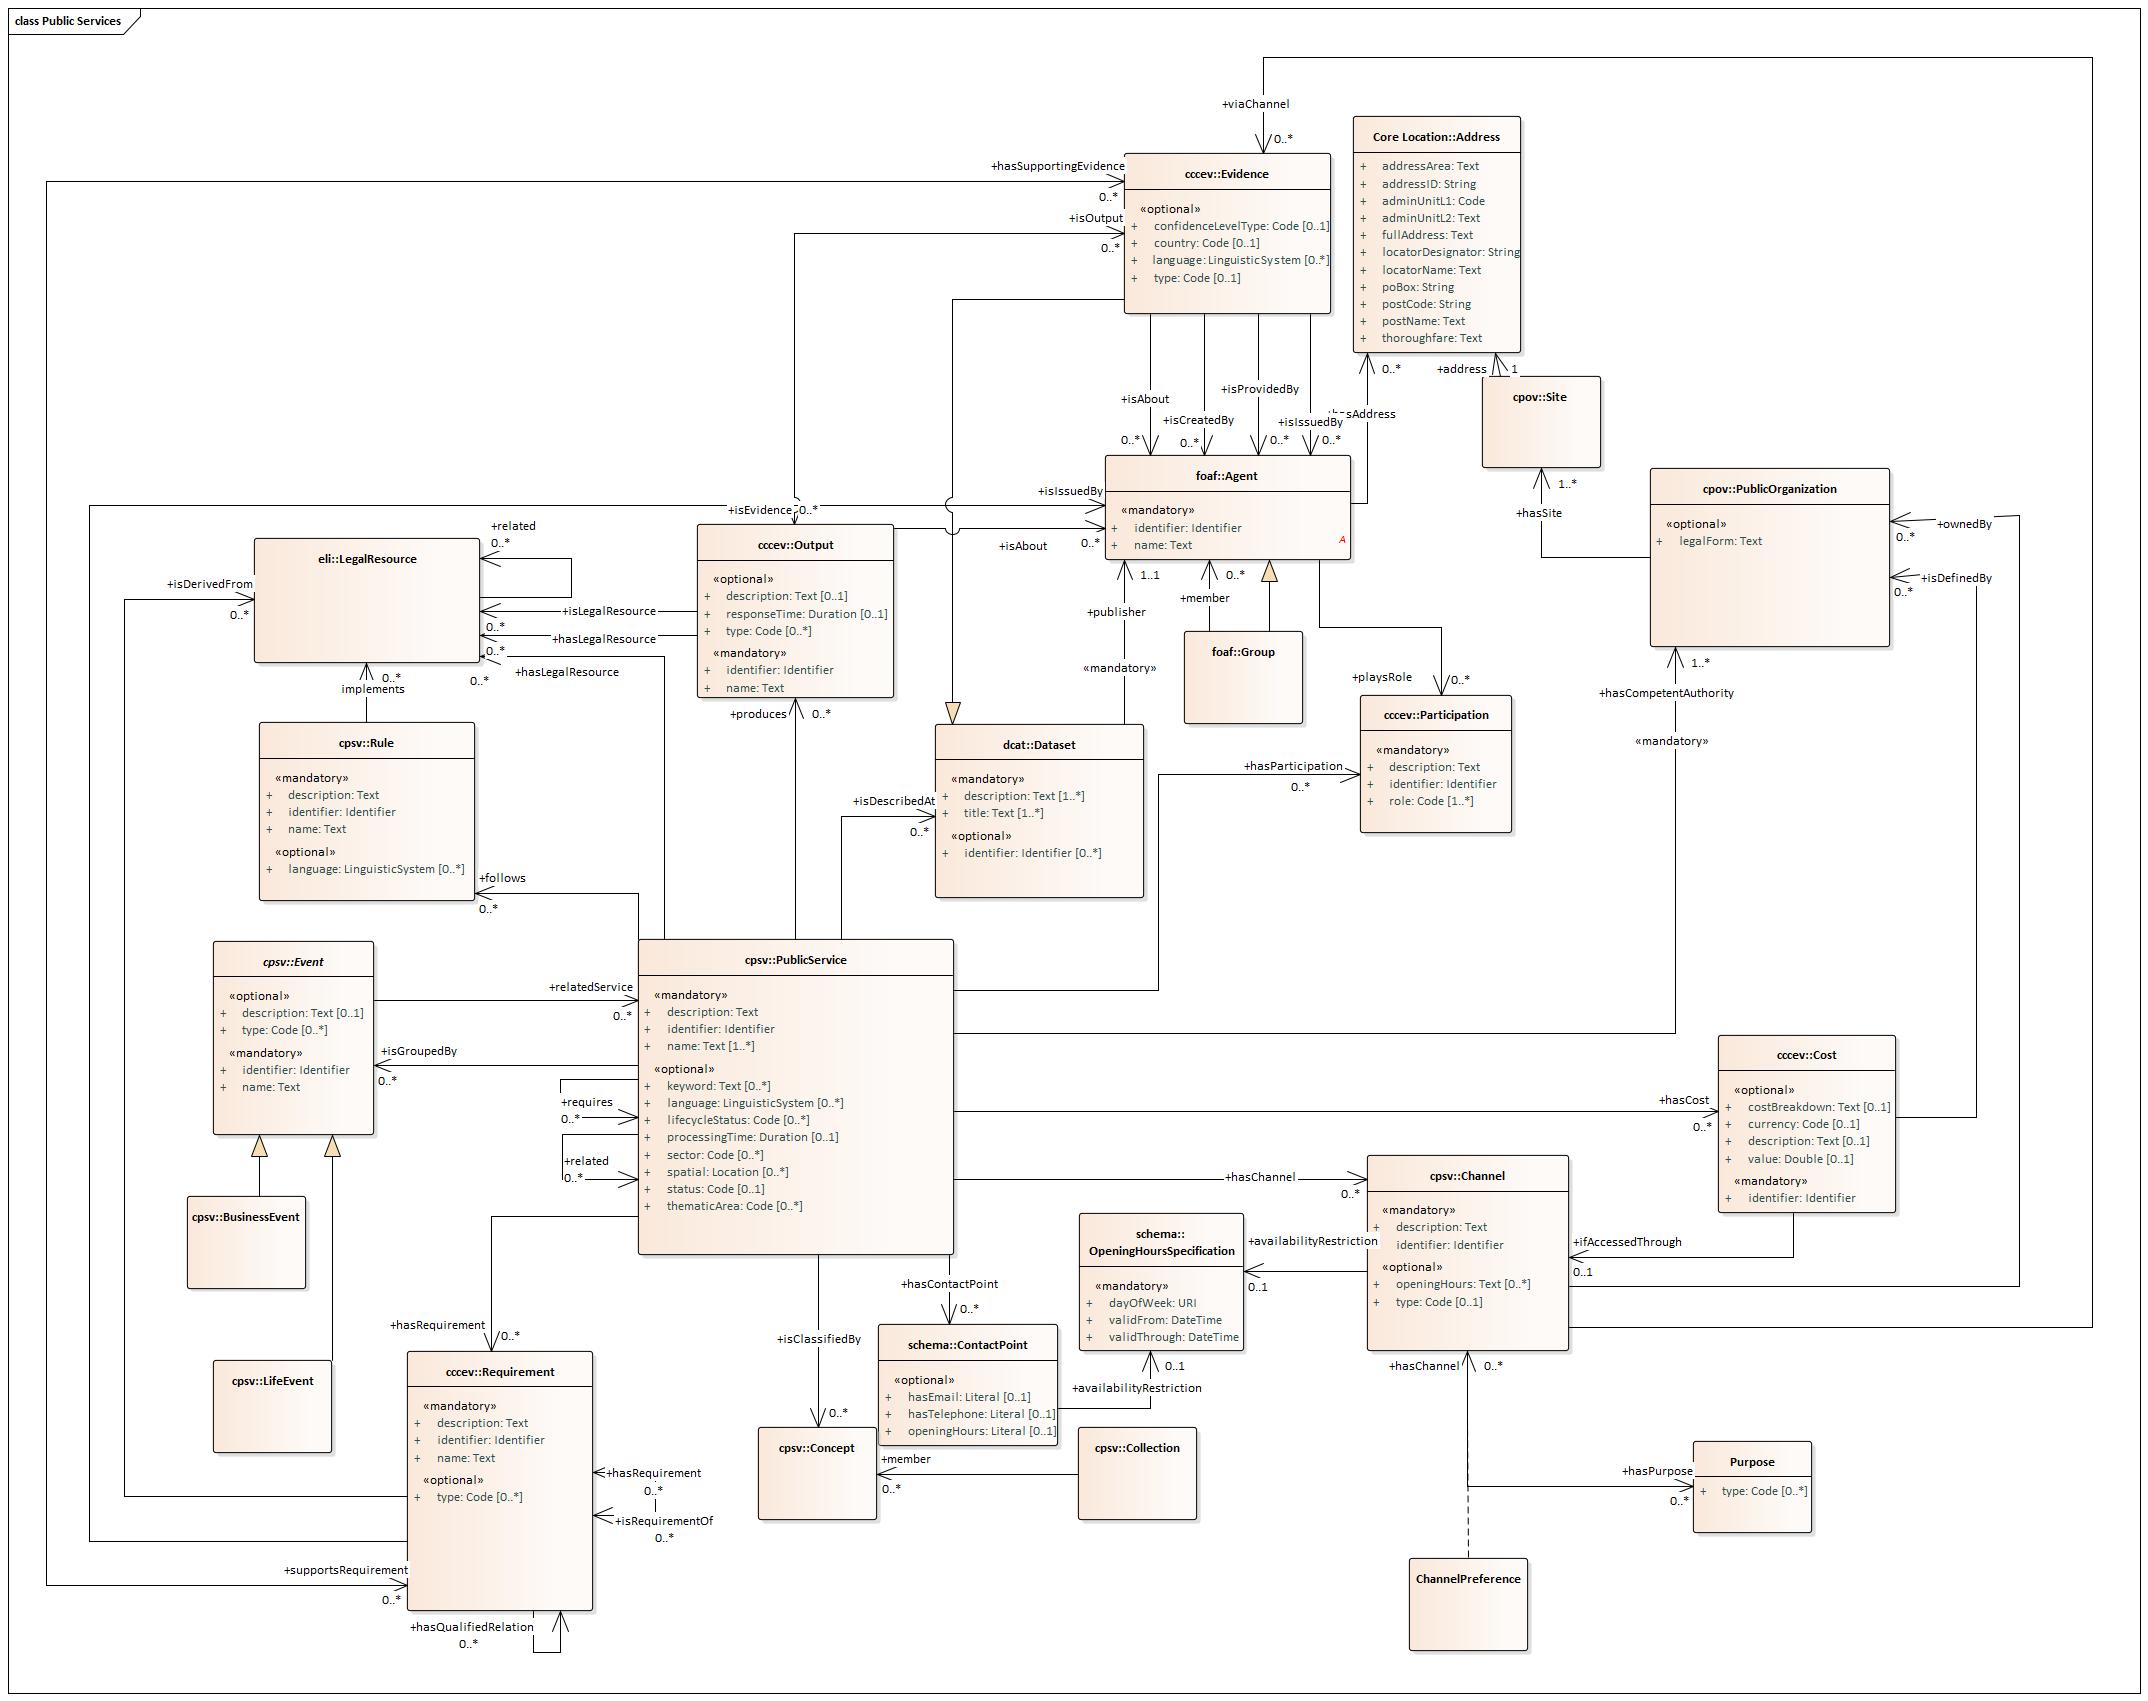 class Public Services
+viaChannel
0..*
Core Location::Address
+ addressArea: Text
+ addressID: String
+ adminUnitL1: Code
+ adminUnitL2: Text
+ fullAddress: Text
+ locatorDesignator: String
+ locatorName: Text
+ poBox: String
+ postCode: String
+ postName: Text
+ thoroughfare: Text
+hasSupportingEvidence
0..*
+isOutput
0..*
cccev::Evidence
«optional»
+ confidenceLevelType: Code [0..1]
+ country: Code [0..1]
+ language: LinguisticSystem [0..*]
+ type: Code [0..1]
+isAbout
0..*
+isCreatedBy
0..*
+isProvidedBy
0..*
+isIssuedBy
0..*
sAddress
0..*
+address
1
cpov::Site
1..*
+hasSite
cpov::PublicOrganization
«optional»
+ legalForm: Text
+ownedBy
0..*
+isDefinedBy
0..*
1..*
+hasCompetentAuthority
«mandatory»
foaf::Agent
«mandatory»
+ identifier: Identifier
+ name: Text
A
+isIssuedBy
0..*
+isAbout
+isEvidence
0..*
cccev::Output
«optional»
+ description: Text [0..1]
+ responseTime: Duration [0..1]
+ type: Code [0..*]
«mandatory»
+ identifier: Identifier
+ name: Text
+produces
0..*
eli::LegalResource
+related
0..*
+isDerivedFrom
0..*
+isLegalResource
0..*
+hasLegalResource
0..*
+hasLegalResource
0..*
0..*
implements
cpsv::Rule
«mandatory»
+ description: Text
+ identifier: Identifier
+ name: Text
«optional»
+ language: LinguisticSystem [0..*]
+follows
0..*
1..1
+publisher
«mandatory»
0..*
+member
foaf::Group
+playsRole
0..*
cccev::Participation
«mandatory»
+ description: Text
+ identifier: Identifier
+ role: Code [1..*]
+hasParticipation
0..*
dcat::Dataset
«mandatory»
+ description: Text [1..*]
+ title: Text [1..*]
«optional»
+ identifier: Identifier [0..*]
+isDescribedAt
0..*
cpsv::Event
«optional»
+ description: Text [0..1]
+ type: Code [0..*]
«mandatory»
+ identifier: Identifier
+ name: Text
+relatedService
0..*
+isGroupedBy
0..*
cpsv::PublicService
«mandatory»
+ description: Text
+ identifier: Identifier
+ name: Text [1..*]
«optional»
+ keyword: Text [0..*]
+ language: LinguisticSystem [0..*]
+ lifecycleStatus: Code [0..*]
+ processingTime: Duration [0..1]
+ sector: Code [0..*]
+ spatial: Location [0..*]
+ status: Code [0..1]
+ thematicArea: Code [0..*]
+requires
0..*
+related
0..*
cpsv::BusinessEvent
cpsv::LifeEvent
+hasCost
0..*
cccev::Cost
«optional»
+ costBreakdown: Text [0..1]
+ currency: Code [0..1]
+ description: Text [0..1]
+ value: Double [0..1]
«mandatory»
+ identifier: Identifier
+ifAccessedThrough
0..1
+hasChannel
0..*
cpsv::Channel
«mandatory»
+ description: Text
identifier: Identifier
«optional»
+ openingHours: Text [0..*]
+ type: Code [0..1]
+availabilityRestriction
0..1
schema::
OpeningHoursSpecification
«mandatory»
+ dayOfWeek: URI
+ validFrom: DateTime
+ validThrough: DateTime
0..1
+availabilityRestriction
+hasContactPoint
0..*
schema::ContactPoint
«optional»
+ hasEmail: Literal [0..1]
+ hasTelephone: Literal [0..1]
+ openingHours: Literal [0..1]
+isClassifiedBy
0..*
cpsv::Concept
+member
0..*
cpsv::Collection
+hasRequirement
0..*
cccev::Requirement
«mandatory»
+ description: Text
+ identifier: Identifier
+ name: Text
«optional»
+ type: Code [0..*]
+hasRequirement
0..*
+isRequirementOf
0..*
+supportsRequirement
0..*
+hasQualifiedRelation
0..*
+hasChannel
0..*
+hasPurpose
0..*
Purpose
+ type: Code [0..*]
ChannelPreference